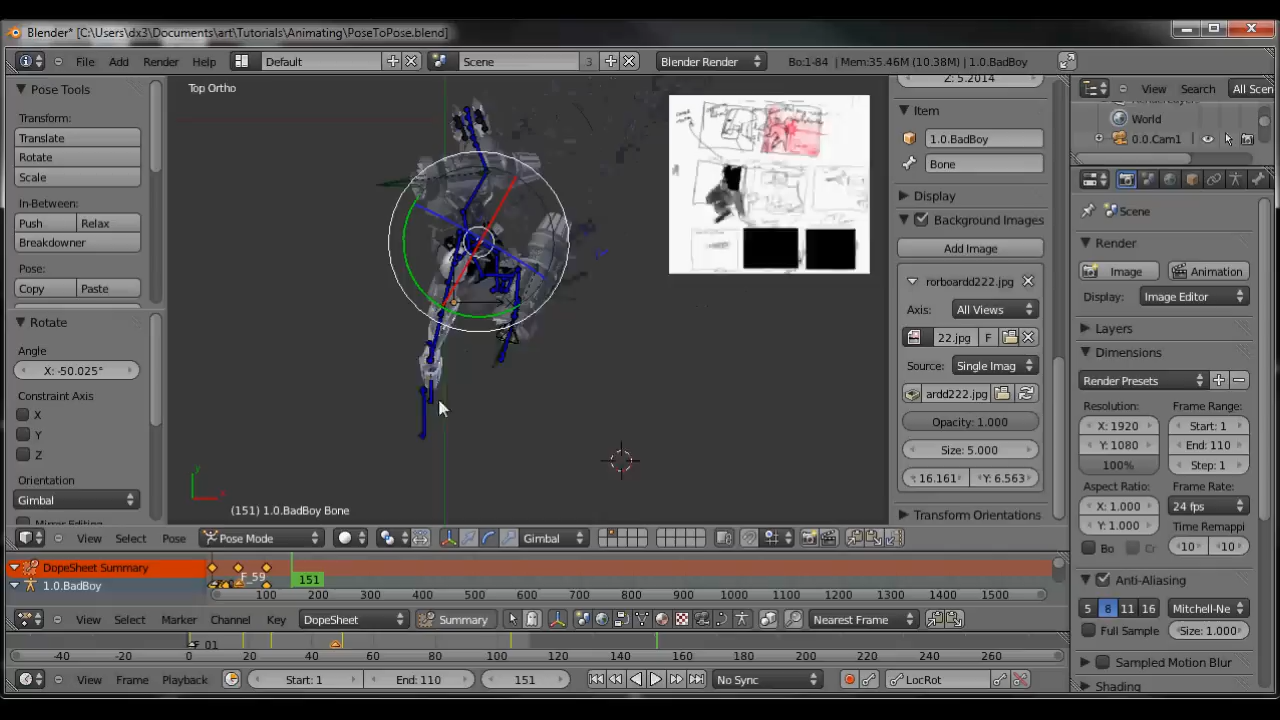 Blender* [C:\Users\dx3\Documents\art\Tutorials\Animating\PoseToPose.blend]
File Add Render Help Default Scene 3 Blender Render Bo:1-84 | Mem:35.46M (10.38M) | 1.0.BadBoy
Pose Tools
Transform:
Translate
Rotate
Scale
In-Between:
Push Relax
Breakdowner
Pose:
Copy Paste
Rotate
Angle
X: -50.025°
Constraint Axis
X
Y
Z
Orientation
Gimbal
Top Ortho
y
x
(151) 1.0.BadBoy Bone
View Select Pose Pose Mode Gimbal
Z: 5.2014
Item
1.0.BadBoy
Bone
Display
Background Images
Add Image
rorboardd222.jpg
Axis: All Views
22.jpg F
Source: Single Imag
ardd222.jpg
Opacity: 1.000
Size: 5.000
16.161 Y: 6.563
Transform Orientations
View Search All Scen
World
0.0.Cam1
Scene
Render
Image Animation
Display: Image Editor
Layers
Dimensions
Render Presets
Resolution: Frame Range:
X: 1920 Start: 1
Y: 1080 End: 110
100% Step: 1
Aspect Ratio: Frame Rate:
X: 1.000 24 fps
Y: 1.000 Time Remappi
Bo Cr 10 10
Anti-Aliasing
5 8 11 16 Mitchell-Ne
Full Sample Size: 1.000
Sampled Motion Blur
Shading
DopeSheet Summary
F_59
151
1.0.BadBoy
0 100 200 300 400 500 600 700 800 900 1000 1100 1200 1300 1400 1500
View Select Marker Channel Key DopeSheet Summary Nearest Frame
F_01
-40 -20 0 20 40 60 80 100 120 140 160 180 200 220 240 260
View Frame Playback Start: 1 End: 110 151 No Sync LocRot